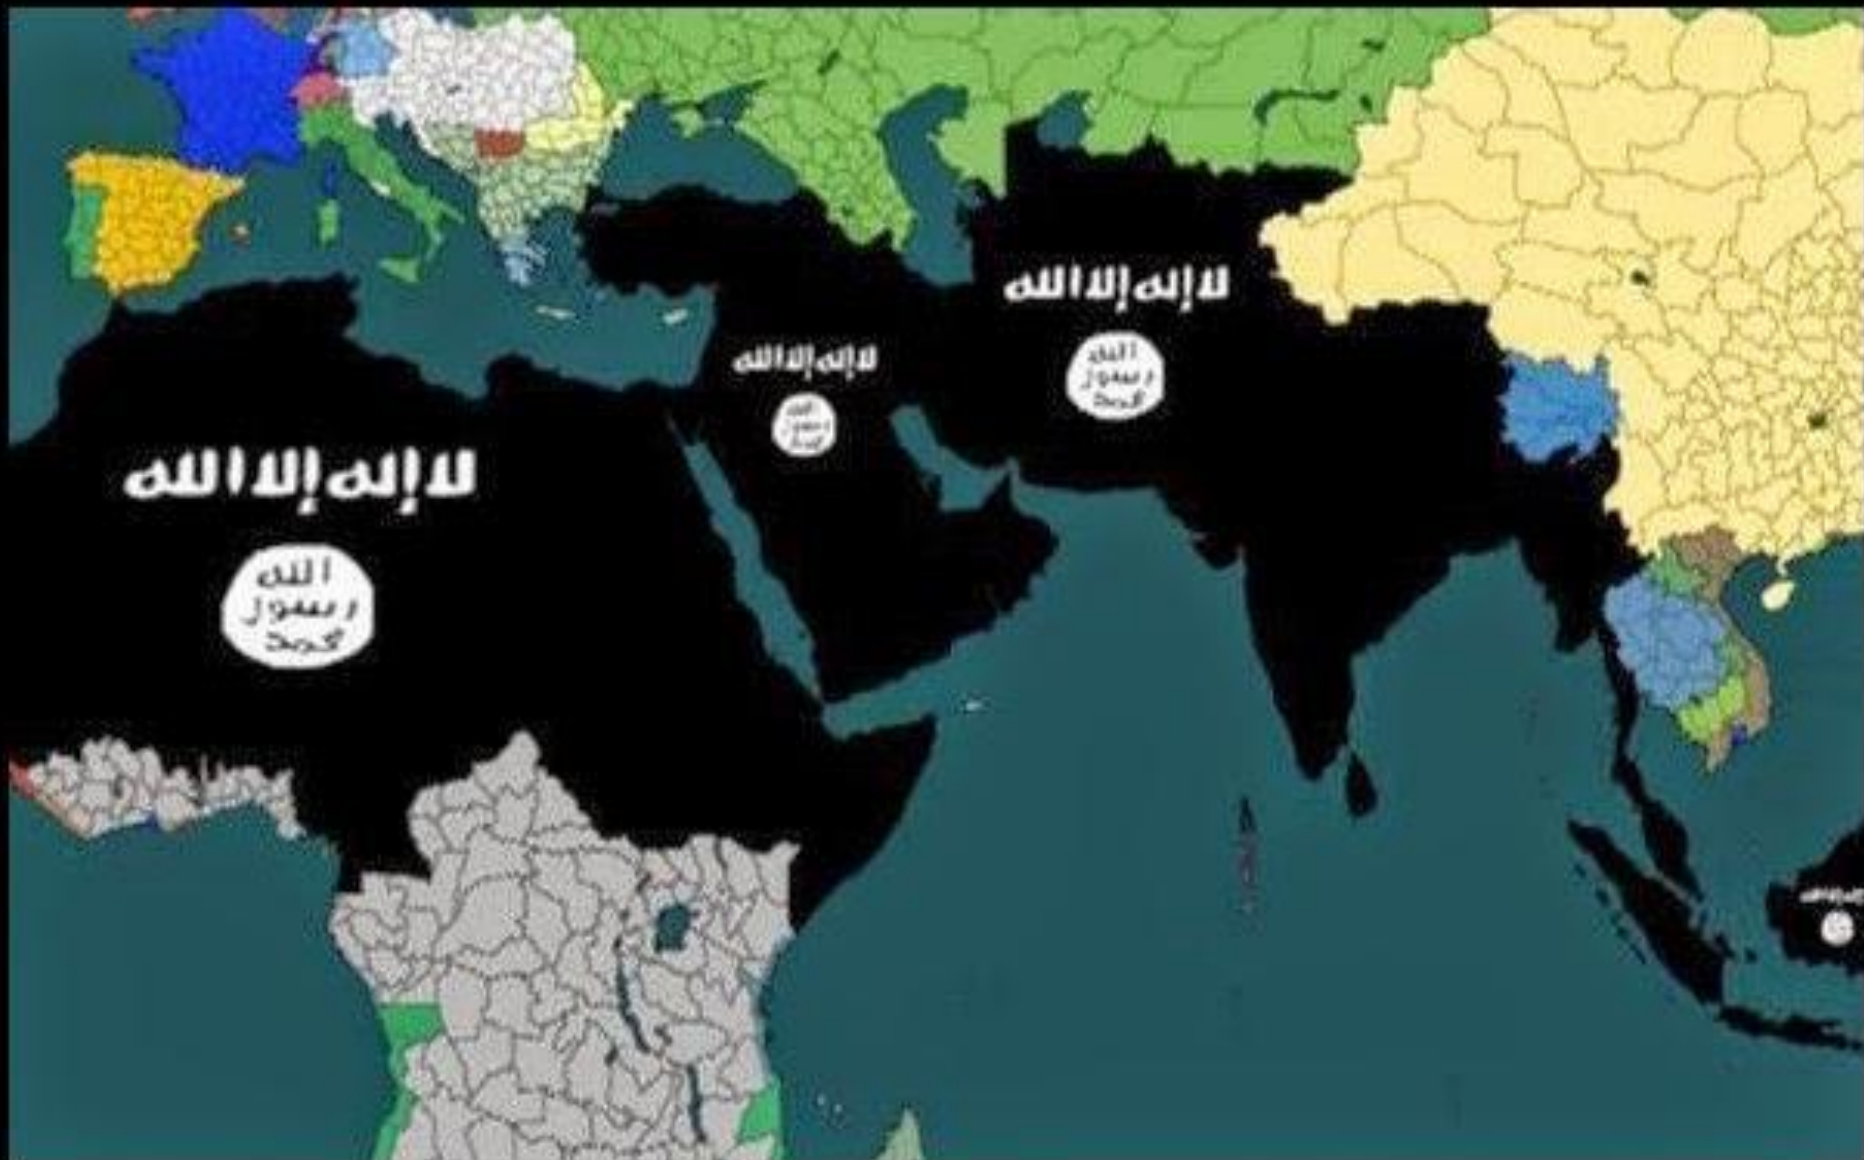 لا إله إلا الله
الله
رسول
محمد
لا إله إلا الله
الله
رسول
محمد
لا إله إلا الله
الله
رسول
محمد